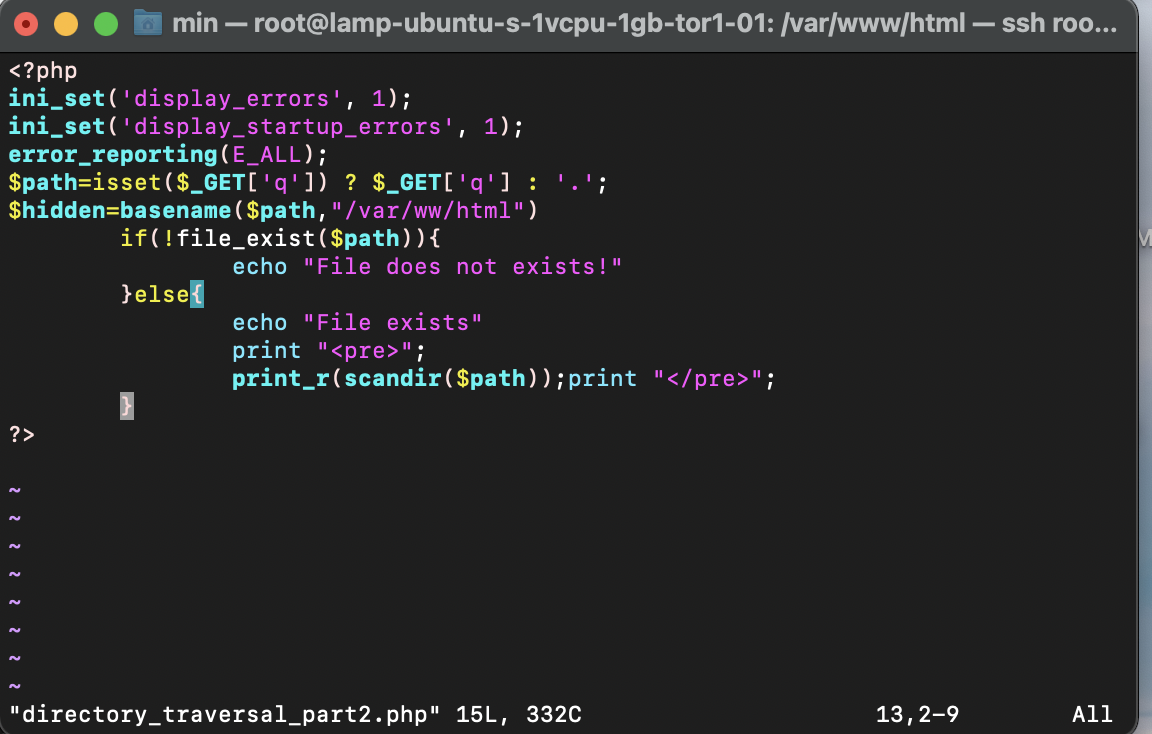 min — root@lamp-ubuntu-s-1vcpu-1gb-tor1-01: /var/www/html — ssh roo...
<?php
ini_set('display_errors', 1);
ini_set('display_startup_errors', 1);
error_reporting(E_ALL);
$path=isset($_GET['q']) ? $_GET['q'] : '.';
$hidden=basename($path,"/var/ww/html")
        if(!file_exist($path)){
                echo "File does not exists!"
        }else{
                echo "File exists"
                print "<pre>";
                print_r(scandir($path));print "</pre>";
        }
?>

~
~
~
~
~
~
~
~
"directory_traversal_part2.php" 15L, 332C 13,2-9 All
M